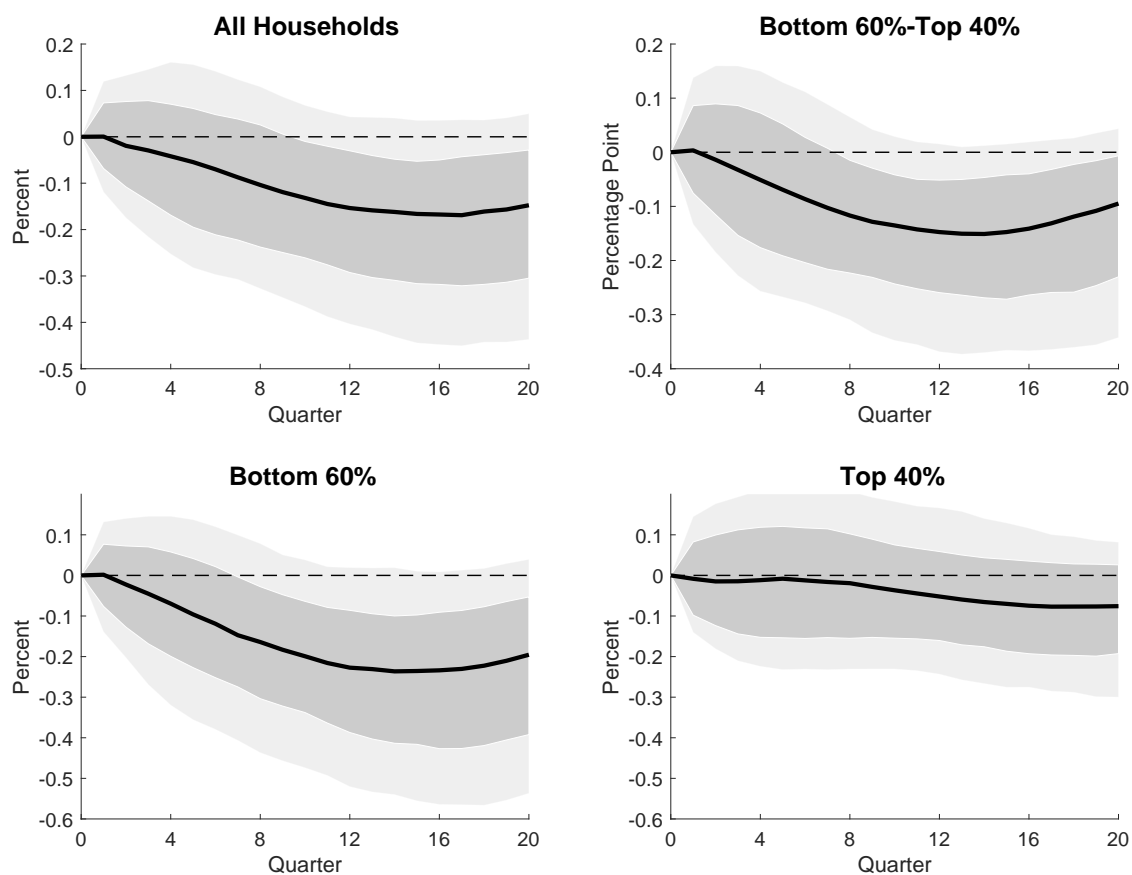 All Households
Percent
0.2
0.1
0
-0.1
-0.2
-0.3
-0.4
-0.5
0 4 8 12 16 20
Quarter
Bottom 60%-Top 40%
Percentage Point
0.2
0.1
0
-0.1
-0.2
-0.3
-0.4
0 4 8 12 16 20
Quarter
Bottom 60%
Percent
0.1
0
-0.1
-0.2
-0.3
-0.4
-0.5
-0.6
0 4 8 12 16 20
Quarter
Top 40%
Percent
0.1
0
-0.1
-0.2
-0.3
-0.4
-0.5
-0.6
0 4 8 12 16 20
Quarter